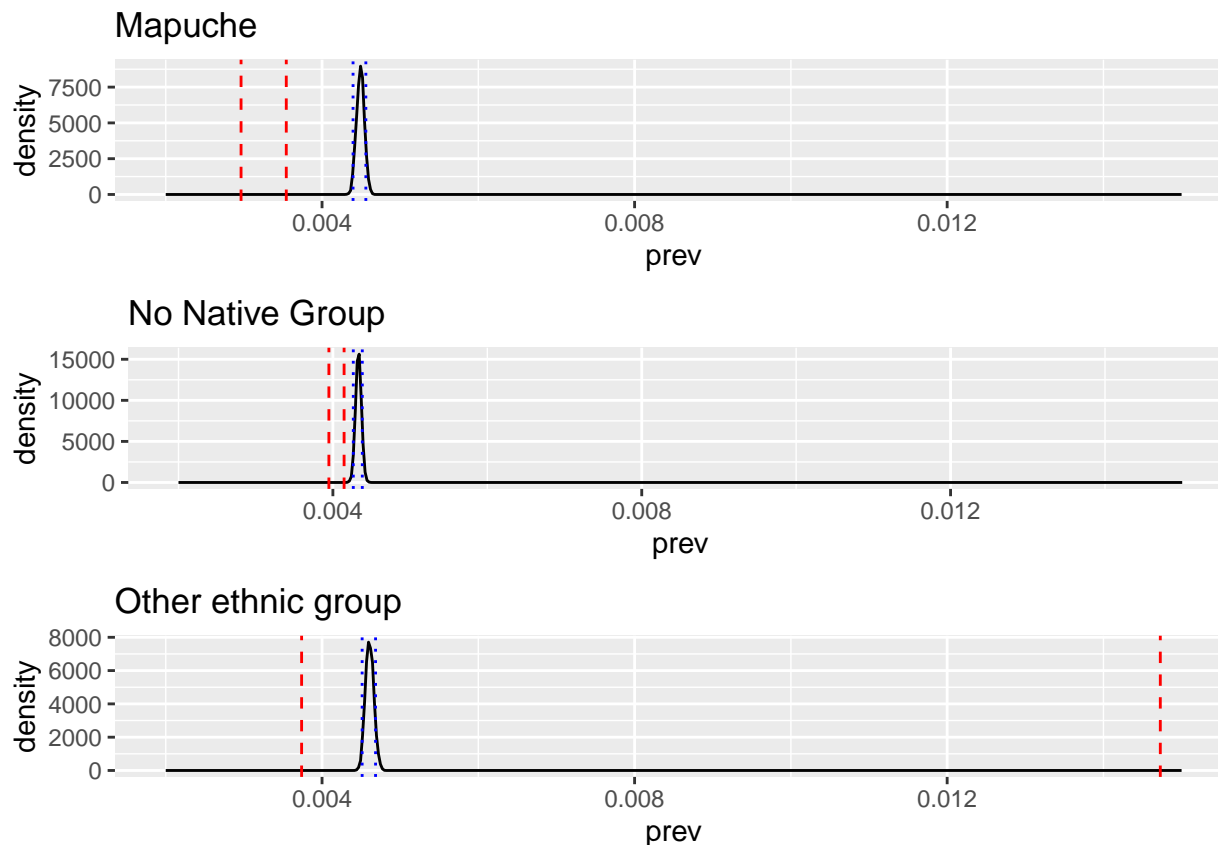 Mapuche
7500
5000
2500
0
density
0.004 0.008 0.012
prev
No Native Group
15000
10000
5000
0
density
0.004 0.008 0.012
prev
Other ethnic group
8000
6000
4000
2000
0
density
0.004 0.008 0.012
prev